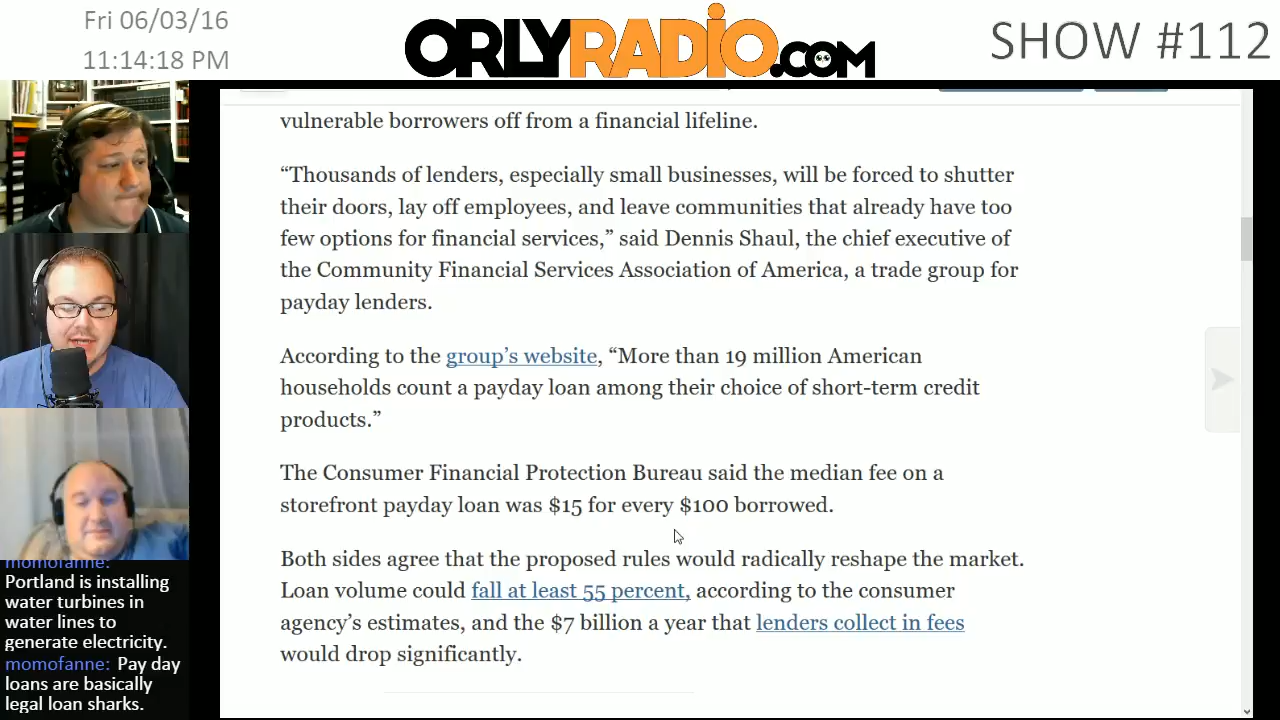 Fri 06/03/16
11:14:18 PM
ORLYRADIO.COM
SHOW #112
vulnerable borrowers off from a financial lifeline.
“Thousands of lenders, especially small businesses, will be forced to shutter
their doors, lay off employees, and leave communities that already have too
few options for financial services,” said Dennis Shaul, the chief executive of
the Community Financial Services Association of America, a trade group for
payday lenders.
According to the group’s website, “More than 19 million American
households count a payday loan among their choice of short-term credit
products.”
The Consumer Financial Protection Bureau said the median fee on a
storefront payday loan was $15 for every $100 borrowed.
Both sides agree that the proposed rules would radically reshape the market.
Loan volume could fall at least 55 percent, according to the consumer
agency’s estimates, and the $7 billion a year that lenders collect in fees
would drop significantly.
momofanne:
Portland is installing
water turbines in
water lines to
generate electricity.
momofanne: Pay day
loans are basically
legal loan sharks.